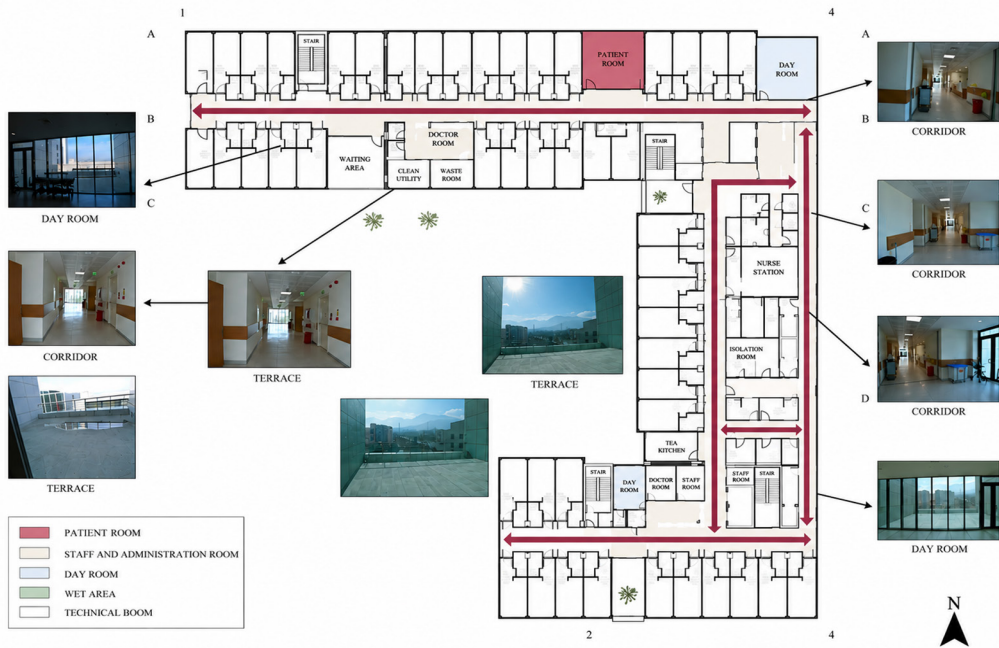 1
4
A
A
STAIR
PATIENT
ROOM
DAY
ROOM
B
B
CORRIDOR
DOCTOR
ROOM
STAIR
WAITING
AREA
CLEAN
UTILITY
WASTE
ROOM
DAY ROOM
C
C
NURSE
STATION
CORRIDOR
CORRIDOR
TERRACE
TERRACE
ISOLATION
ROOM
D
CORRIDOR
TEA
KITCHEN
TERRACE
STAIR
DAY
ROOM
DOCTOR
ROOM
STAFF
ROOM
STAFF
ROOM
STAIR
DAY ROOM
PATIENT ROOM
STAFF AND ADMINISTRATION ROOM
DAY ROOM
WET AREA
TECHNICAL BOOM
N
2
4